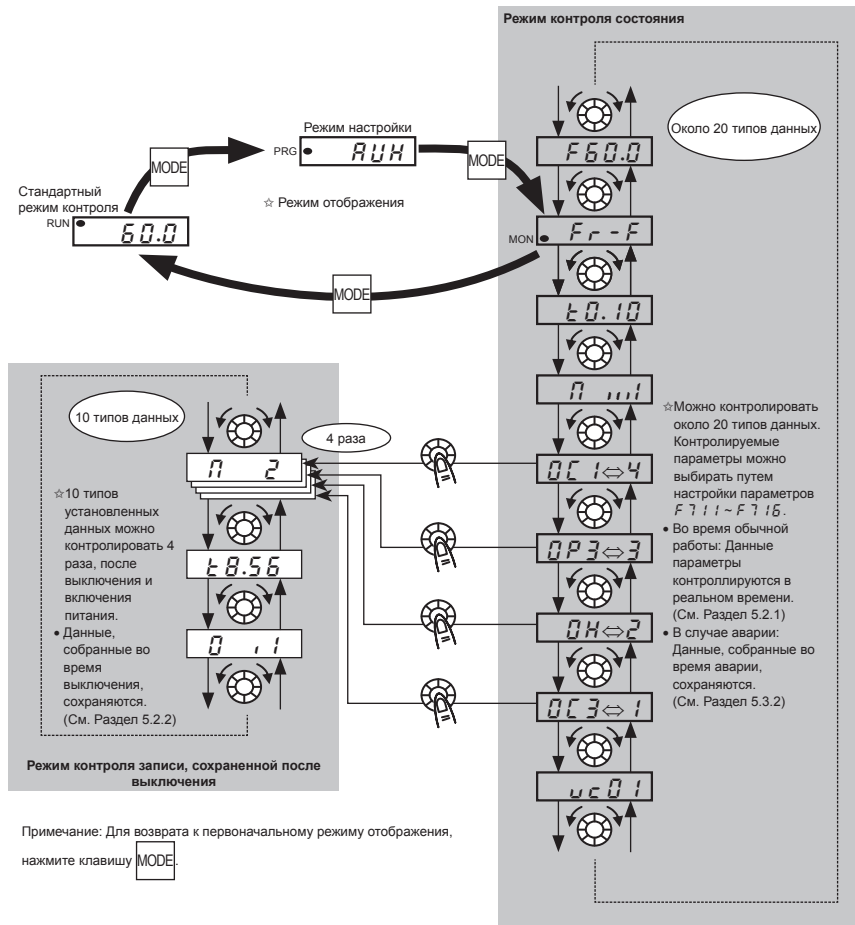 Режим контроля состояния
Около 20 типов данных
F60.0
Режим настройки
PRG
AUH
MODE
MODE
Стандартный
режим контроля
RUN
60.0
☆ Режим отображения
MON
Fr-F
MODE
t0.10
10 типов данных
4 раза
☆Можно контролировать
около 20 типов данных.
Контролируемые
параметры можно
выбирать путем
настройки параметров
F711~F716.
• Во время обычной
работы: Данные
параметры
контроллируются в
реальном времени.
(См. Раздел 5.2.1)
• В случае аварии:
Данные, собранные во
время аварии,
сохраняются.
(См. Раздел 5.3.2)
n 2
OC1⇔4
☆10 типов
установленных
данных можно
контролировать 4
раза, после
выключения и
включения
питания.
• Данные,
собранные во
время
выключения,
сохраняются.
(См. Раздел 5.2.2)
t8.56
OP3⇔3
OH⇔2
OC3⇔1
uc01
Режим контроля записи, сохраненной после
выключения
Примечание: Для возврата к первоначальному режиму отображения,
нажмите клавишу MODE.